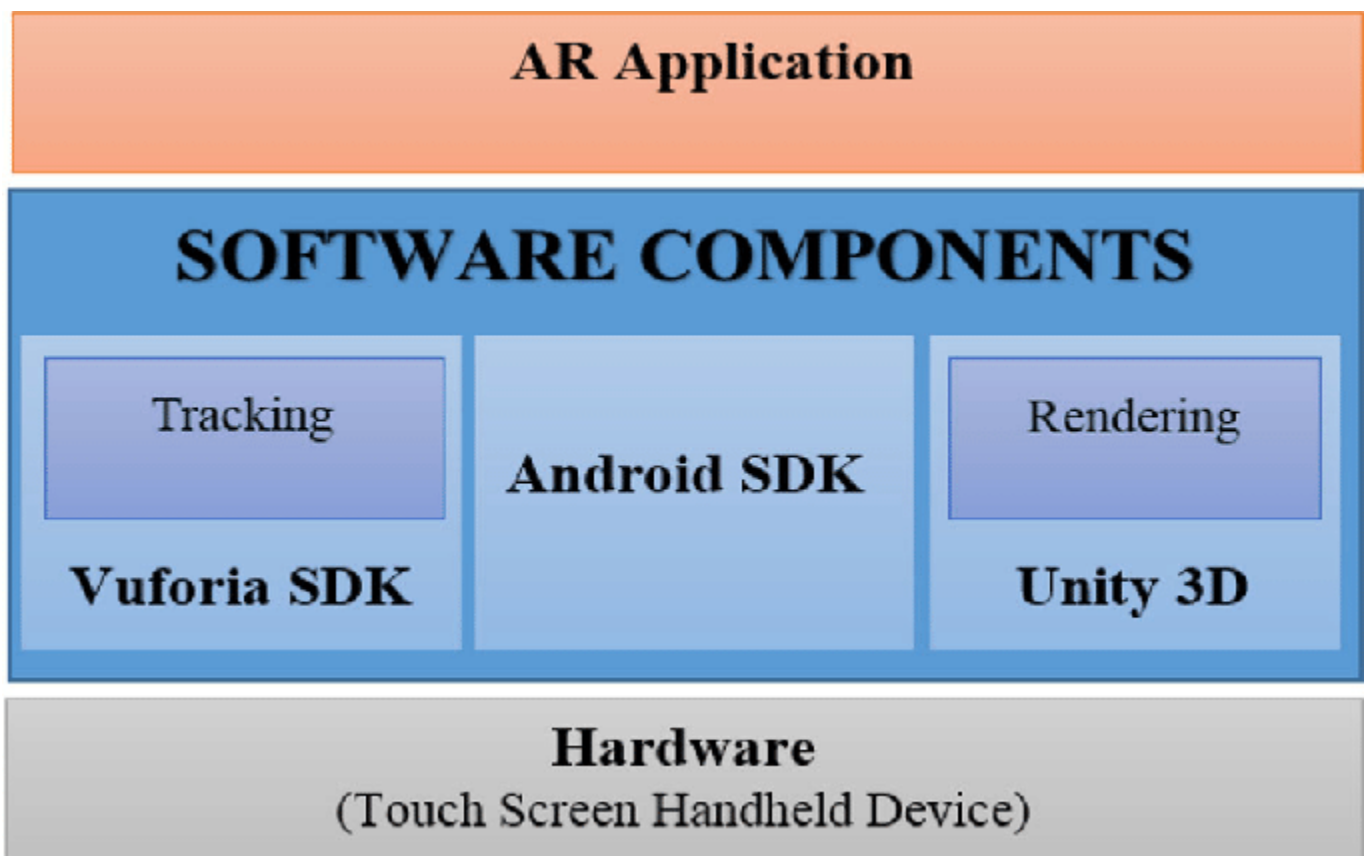 AR Application
SOFTWARE COMPONENTS
Tracking
Vuforia SDK
Android SDK
Rendering
Unity 3D
Hardware
(Touch Screen Handheld Device)